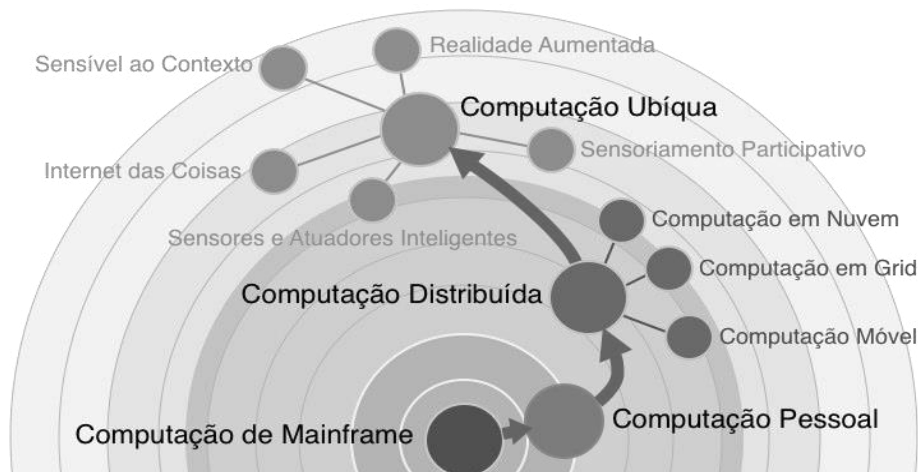 Realidade Aumentada
Sensível ao Contexto
Computação Ubíqua
Sensoriamento Participativo
Internet das Coisas
Computação em Nuvem
Sensores e Atuadores Inteligentes
Computação em Grid
Computação Distribuída
Computação Móvel
Computação Pessoal
Computação de Mainframe